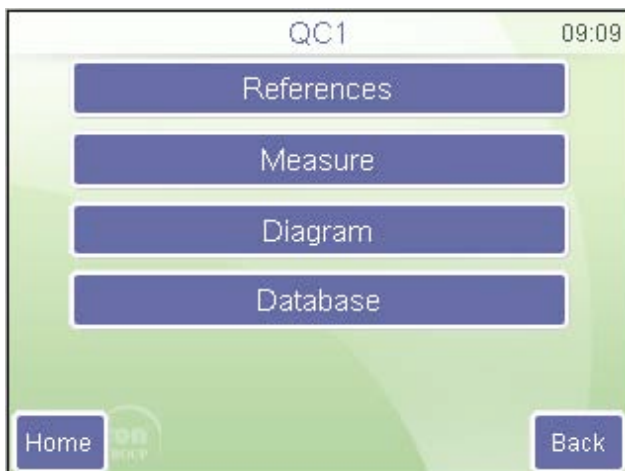 QC1 09:09
References
Measure
Diagram
Database
Home Back